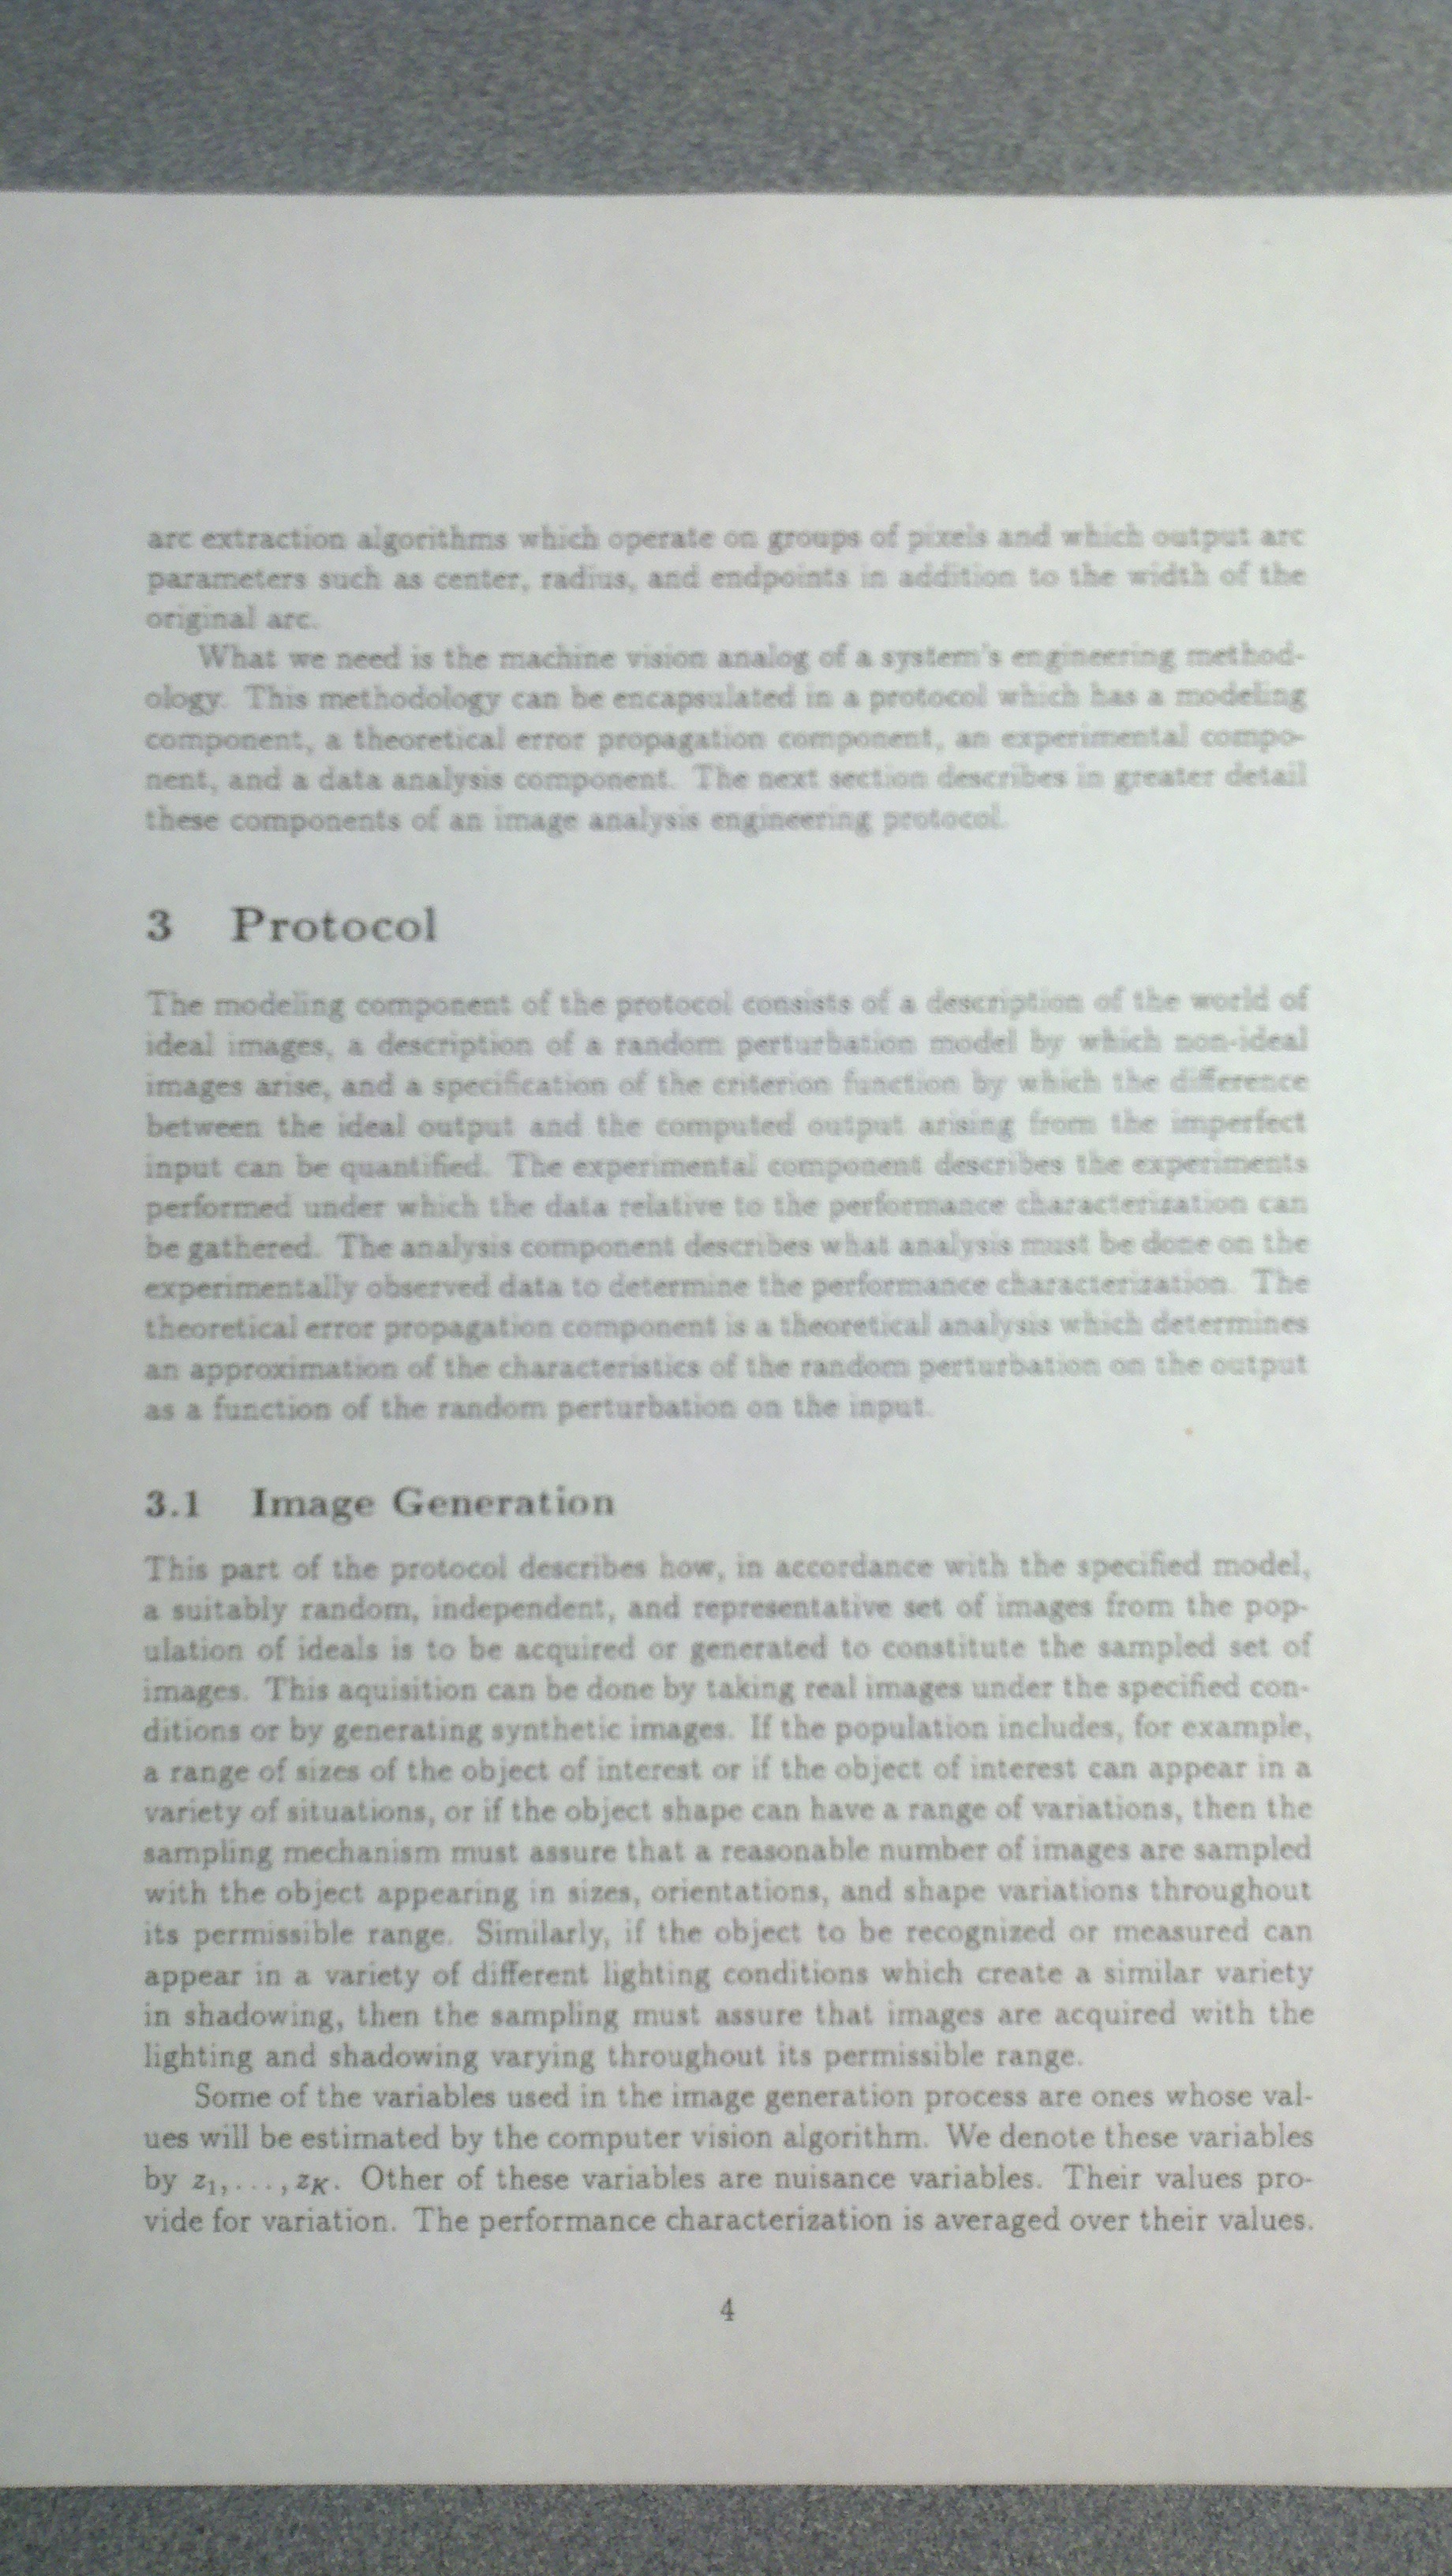 arc extraction algorithms which operate on groups of pixels and which output arc
parameters such as center, radius, and endpoints in addition to the width of the
original arc.
What we need is the machine vision analog of a system's engineering method-
ology. This methodology can be encapsulated in a protocol which has a modeling
component, a theoretical error propagation component, an experimental compo-
nent, and a data analysis component. The next section describes in greater detail
these components of an image analysis engineering protocol.
3 Protocol
The modeling component of the protocol consists of a description of the world of
ideal images, a description of a random perturbation model by which non-ideal
images arise, and a specification of the criterion function by which the difference
between the ideal output and the computed output arising from the imperfect
input can be quantified. The experimental component describes the experiments
performed under which the data relative to the performance characterization can
be gathered. The analysis component describes what analysis must be done on the
experimentally observed data to determine the performance characterization. The
theoretical error propagation component is a theoretical analysis which determines
an approximation of the characteristics of the random perturbation on the output
as a function of the random perturbation on the input.
3.1 Image Generation
This part of the protocol describes how, in accordance with the specified model,
a suitably random, independent, and representative set of images from the pop-
ulation of ideals is to be acquired or generated to constitute the sampled set of
images. This aquisition can be done by taking real images under the specified con-
ditions or by generating synthetic images. If the population includes, for example,
a range of sizes of the object of interest or if the object of interest can appear in a
variety of situations, or if the object shape can have a range of variations, then the
sampling mechanism must assure that a reasonable number of images are sampled
with the object appearing in sizes, orientations, and shape variations throughout
its permissible range. Similarly, if the object to be recognized or measured can
appear in a variety of different lighting conditions which create a similar variety
in shadowing, then the sampling must assure that images are acquired with the
lighting and shadowing varying throughout its permissible range.
Some of the variables used in the image generation process are ones whose val-
ues will be estimated by the computer vision algorithm. We denote these variables
by z₁, . . . , z_K. Other of these variables are nuisance variables. Their values pro-
vide for variation. The performance characterization is averaged over their values.
4